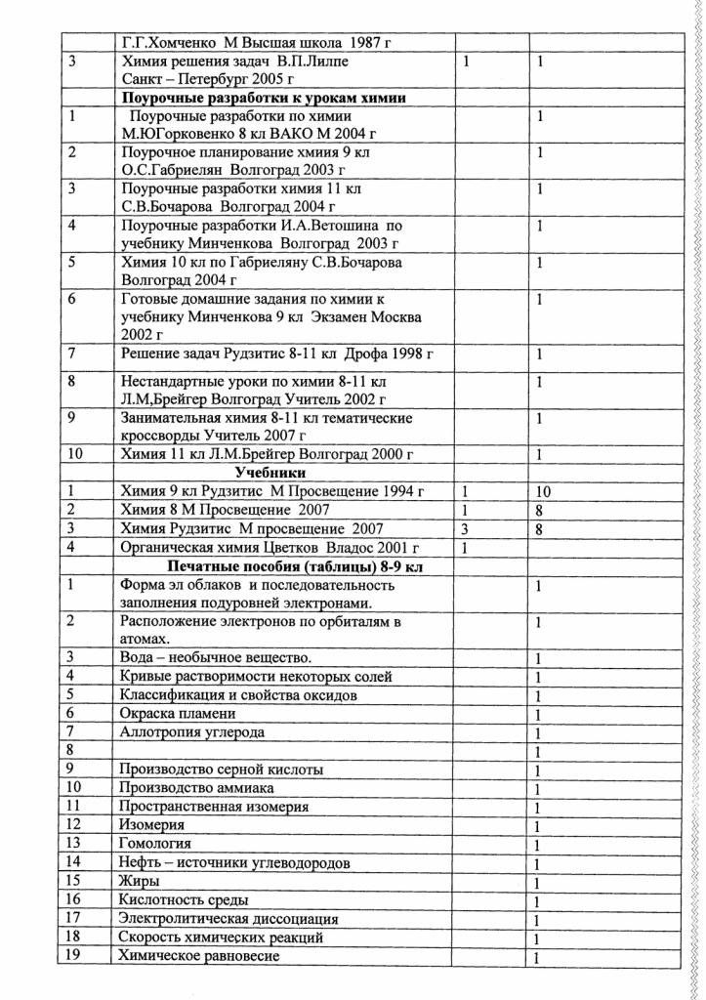 Г.Г.Хомченко М Высшая школа 1987 г
3 Химия решения задач В.П.Лилпе 1 1
Санкт – Петербург 2005 г
Поурочные разработки к урокам химии
1 Поурочные разработки по химии 1
М.ЮГорковенко 8 кл ВАКО М 2004 г
2 Поурочное планирование хмиия 9 кл 1
О.С.Габриелян Волгоград 2003 г
3 Поурочные разработки химия 11 кл 1
С.В.Бочарова Волгоград 2004 г
4 Поурочные разработки И.А.Ветошина по 1
учебнику Минченкова Волгоград 2003 г
5 Химия 10 кл по Габриеляну С.В.Бочарова 1
Волгоград 2004 г
6 Готовые домашние задания по химии к 1
учебнику Минченкова 9 кл Экзамен Москва
2002 г
7 Решение задач Рудзитис 8-11 кл Дрофа 1998 г 1
8 Нестандартные уроки по химии 8-11 кл 1
Л.М,Брейгер Волгоград Учитель 2002 г
9 Занимательная химия 8-11 кл тематические 1
кроссворды Учитель 2007 г
10 Химия 11 кл Л.М.Брейгер Волгоград 2000 г 1
Учебники
1 Химия 9 кл Рудзитис М Просвещение 1994 г 1 10
2 Химия 8 М Просвещение 2007 1 8
3 Химия Рудзитис М просвещение 2007 3 8
4 Органическая химия Цветков Владос 2001 г 1
Печатные пособия (таблицы) 8-9 кл
1 Форма эл облаков и последовательность 1
заполнения подуровней электронами.
2 Расположение электронов по орбиталям в 1
атомах.
3 Вода – необычное вещество. 1
4 Кривые растворимости некоторых солей 1
5 Классификация и свойства оксидов 1
6 Окраска пламени 1
7 Аллотропия углерода 1
8 1
9 Производство серной кислоты 1
10 Производство аммиака 1
11 Пространственная изомерия 1
12 Изомерия 1
13 Гомология 1
14 Нефть – источники углеводородов 1
15 Жиры 1
16 Кислотность среды 1
17 Электролитическая диссоциация 1
18 Скорость химических реакций 1
19 Химическое равновесие 1